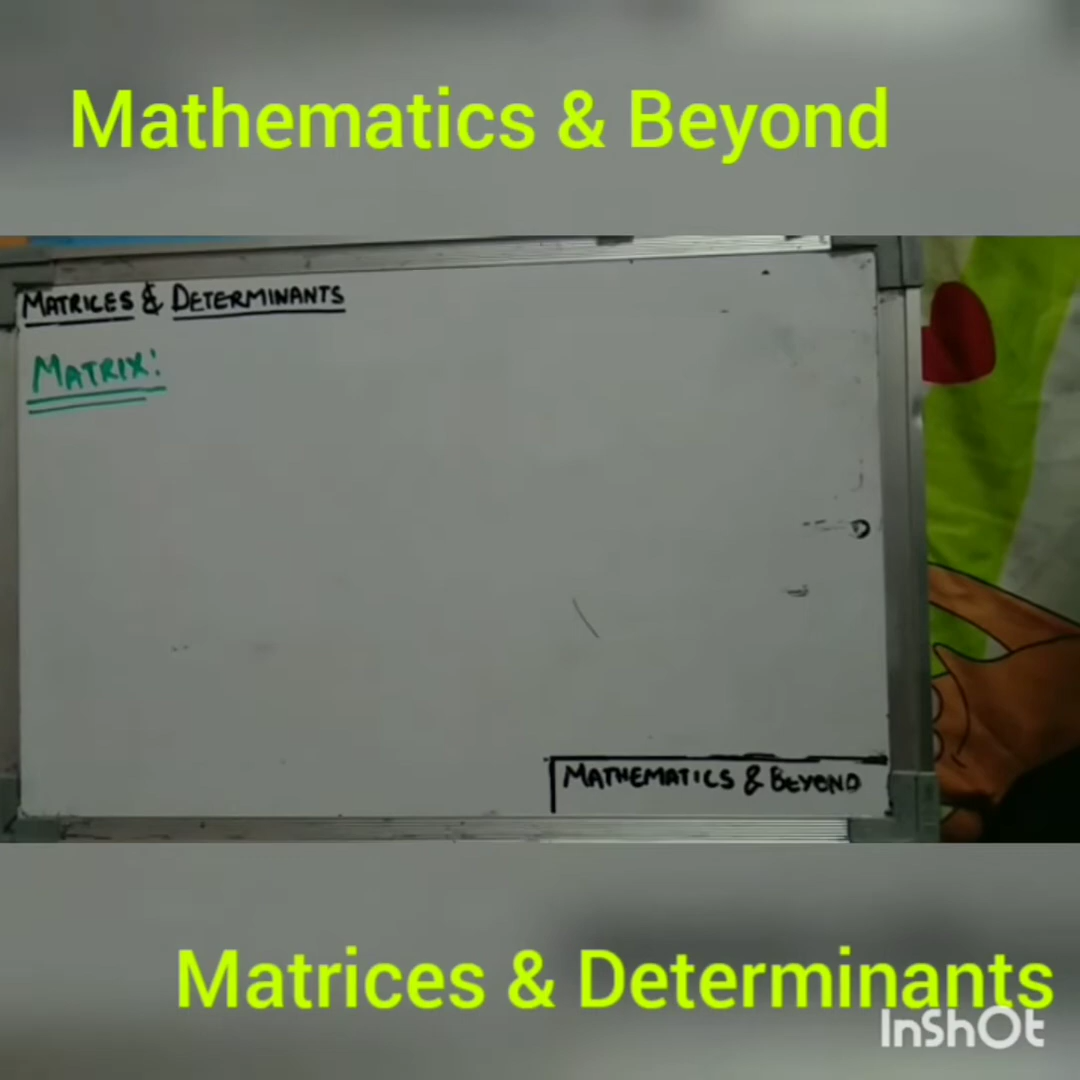 Mathematics & Beyond
MATRICES & DETERMINANTS
MATRIX:
MATHEMATICS & BEYOND
Matrices & Determinants
InShOt